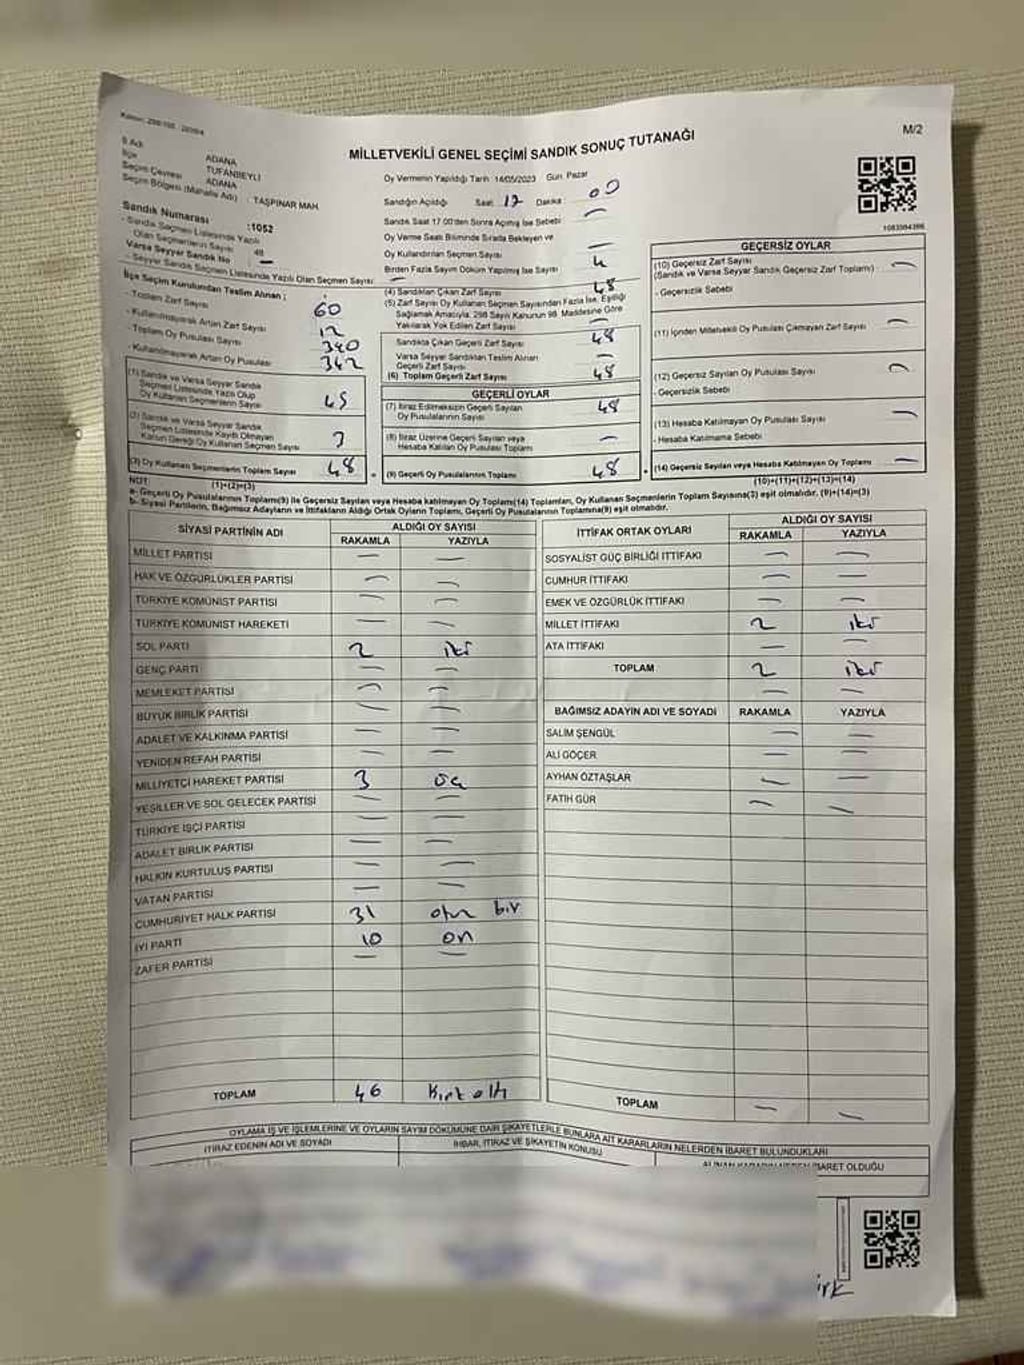 M/2
MİLLETVEKİLİ GENEL SEÇİMİ SANDIK SONUÇ TUTANAĞI
İl Adı ADANA
İlçe TUFANBEYLİ
Seçim Çevresi ADANA
Seçim Bölgesi (Mahalle Adı) : TAŞPINAR MAH.
Sandık Numarası :1052
- Sandık Seçmen Listesinde Yazılı
Olan Seçmenlerin Sayısı 48
Varsa Seyyar Sandık No —
- Seyyar Sandık Seçmen Listesinde Yazılı Olan Seçmen Sayısı —
İlçe Seçim Kurulundan Teslim Alınan ;
- Toplam Zarf Sayısı 60
- Kullanılmayarak Artan Zarf Sayısı 12
- Toplam Oy Pusulası Sayısı 390
- Kullanılmayarak Artan Oy Pusulası 342
(1) Sandık ve Varsa Seyyar Sandık
Seçmen Listesinde Yazılı Olup
Oy Kullanan Seçmenlerin Sayısı 45
(2) Sandık ve Varsa Seyyar Sandık
Seçmen Listesinde Kayıtlı Olmayan
Kanun Gereği Oy Kullanan Seçmen Sayısı 3
(3) Oy Kullanan Seçmenlerin Toplam Sayısı 48
(1)+(2)=(3)
Oy Vermenin Yapıldığı Tarih 14/05/2023 Gün. Pazar
Sandığın Açıldığı Saat 17 Dakika 00
Sandık Saat 17.00'den Sonra Açılmış İse Sebebi —
Oy Verme Saati Bitiminde Sırada Bekleyen ve
Oy Kullandırılan Seçmen Sayısı —
Birden Fazla Sayım Döküm Yapılmış İse Sayısı
(4) Sandıktan Çıkan Zarf Sayısı 48
(5) Zarf Sayısı Oy Kullanan Seçmen Sayısından Fazla İse, Eşitliği
Sağlamak Amacıyla; 298 Sayılı Kanunun 98. Maddesine Göre
Yakılarak Yok Edilen Zarf Sayısı —
Sandıkta Çıkan Geçerli Zarf Sayısı 48
Varsa Seyyar Sandıktan Teslim Alınan
Geçerli Zarf Sayısı —
(6) Toplam Geçerli Zarf Sayısı 48
GEÇERLİ OYLAR
(7) İtiraz Edilmeksizin Geçerli Sayılan
Oy Pusulalarının Sayısı 48
(8) İtiraz Üzerine Geçerli Sayılan veya
Hesaba Katılan Oy Pusulası Toplamı —
(9) Geçerli Oy Pusulalarının Toplamı 48
GEÇERSİZ OYLAR
(10) Geçersiz Zarf Sayısı
(Sandık ve Varsa Seyyar Sandık Geçersiz Zarf Toplamı) : —
- Geçersizlik Sebebi
(11) İçinden Milletvekili Oy Pusulası Çıkmayan Zarf Sayısı —
(12) Geçersiz Sayılan Oy Pusulası Sayısı —
- Geçersizlik Sebebi
(13) Hesaba Katılmayan Oy Pusulası Sayısı —
- Hesaba Katılmama Sebebi
(14) Geçersiz Sayılan veya Hesaba Katılmayan Oy Toplamı —
(10)+(11)+(12)+(13)=(14)
NOT:
a- Geçerli Oy Pusulalarının Toplamı(9) ile Geçersiz Sayılan veya Hesaba katılmayan Oy Toplamı(14) Toplamları, Oy Kullanan Seçmenlerin Toplam Sayısına(3) eşit olmalıdır. (9)+(14)=(3)
b- Siyasi Partilerin, Bağımsız Adayların ve İttifakların Aldığı Ortak Oyların Toplamı, Geçerli Oy Pusulalarının Toplamına(9) eşit olmalıdır.
SİYASİ PARTİNİN ADI ALDIĞI OY SAYISI
RAKAMLA YAZIYLA
MİLLET PARTİSİ — —
HAK VE ÖZGÜRLÜKLER PARTİSİ — —
TÜRKİYE KOMÜNİST PARTİSİ — —
TÜRKİYE KOMÜNİST HAREKETİ — —
SOL PARTİ 2 iki
GENÇ PARTİ — —
MEMLEKET PARTİSİ — —
BÜYÜK BİRLİK PARTİSİ — —
ADALET VE KALKINMA PARTİSİ — —
YENİDEN REFAH PARTİSİ — —
MİLLİYETÇİ HAREKET PARTİSİ 3 üç
YEŞİLLER VE SOL GELECEK PARTİSİ — —
TÜRKİYE İŞÇİ PARTİSİ — —
ADALET BİRLİK PARTİSİ — —
HALKIN KURTULUŞ PARTİSİ — —
VATAN PARTİSİ — —
CUMHURİYET HALK PARTİSİ 31 otuz bir
İYİ PARTİ 10 on
ZAFER PARTİSİ — —
TOPLAM 46 Kırk altı
İTTİFAK ORTAK OYLARI ALDIĞI OY SAYISI
RAKAMLA YAZIYLA
SOSYALİST GÜÇ BİRLİĞİ İTTİFAKI — —
CUMHUR İTTİFAKI — —
EMEK VE ÖZGÜRLÜK İTTİFAKI — —
MİLLET İTTİFAKI 2 iki
ATA İTTİFAKI — —
TOPLAM 2 iki
— —
BAĞIMSIZ ADAYIN ADI VE SOYADI RAKAMLA YAZIYLA
SALİM ŞENGÜL — —
ALİ GÖÇER — —
AYHAN ÖZTAŞLAR — —
FATİH GÜR — —
TOPLAM — —
OYLAMA İŞ VE İŞLEMLERİNE VE OYLARIN SAYIM DÖKÜMÜNE DAİR ŞİKAYETLERLE BUNLARA AİT KARARLARIN NELERDEN İBARET BULUNDUKLARI
İTİRAZ EDENİN ADI VE SOYADI İHBAR, İTİRAZ VE ŞİKAYETİN KONUSU